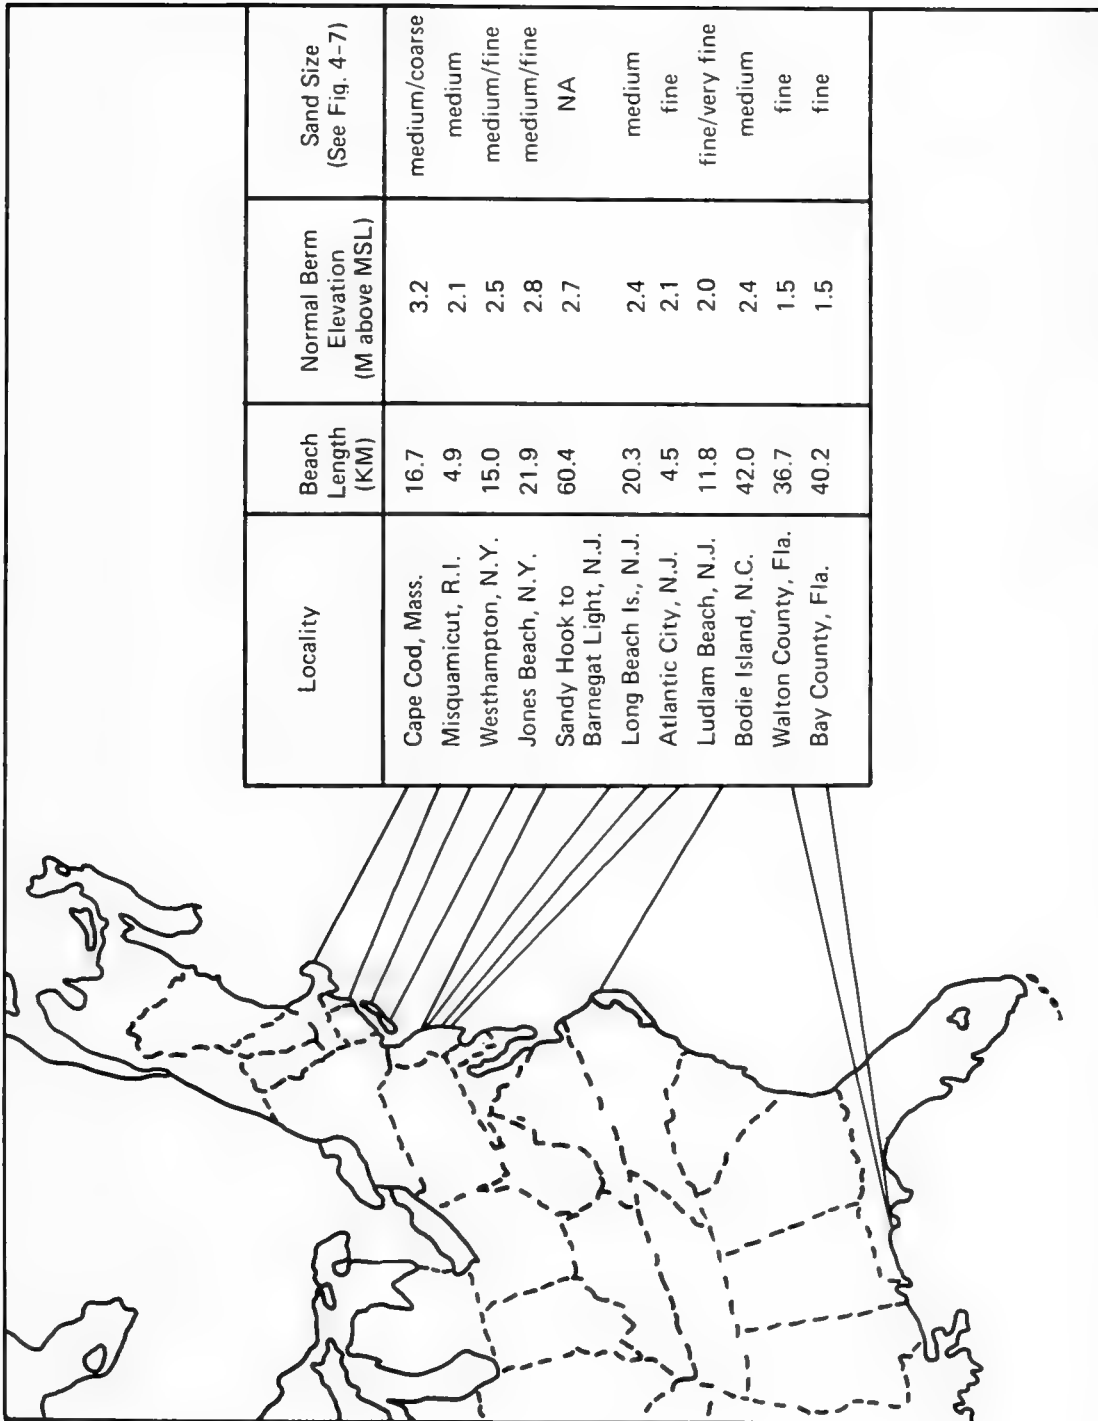 Locality
Beach
Length
(KM)
Normal Berm
Elevation
(M above MSL)
Sand Size
(See Fig. 4-7)
Cape Cod, Mass. 16.7 3.2 medium/coarse
Misquamicut, R.I. 4.9 2.1 medium
Westhampton, N.Y. 15.0 2.5 medium/fine
Jones Beach, N.Y. 21.9 2.8 medium/fine
Sandy Hook to 60.4 2.7 NA
Barnegat Light, N.J.
Long Beach Is., N.J. 20.3 2.4 medium
Atlantic City, N.J. 4.5 2.1 fine
Ludlam Beach, N.J. 11.8 2.0 fine/very fine
Bodie Island, N.C. 42.0 2.4 medium
Walton County, Fla. 36.7 1.5 fine
Bay County, Fla. 40.2 1.5 fine